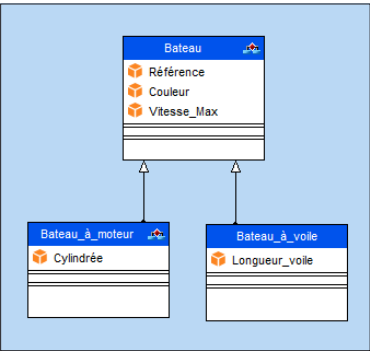 Bateau
Référence
Couleur
Vitesse_Max
Bateau_à_moteur
Cylindrée
Bateau_à_voile
Longueur_voile